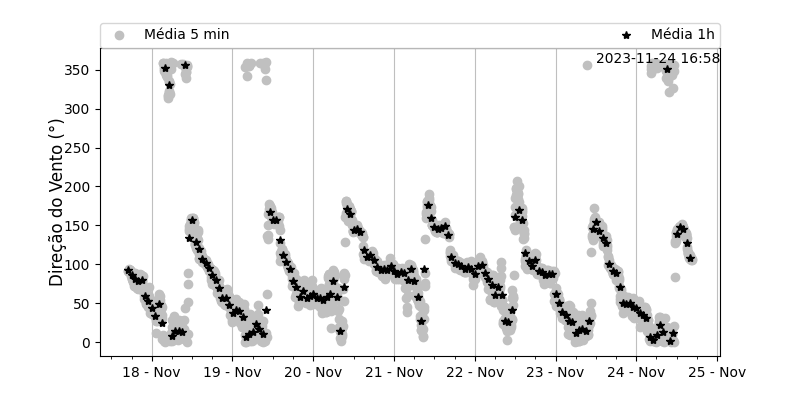 Média 5 min
Média 1h
2023-11-24 16:58
Direção do Vento (°)
350
300
250
200
150
100
50
0
18 - Nov
19 - Nov
20 - Nov
21 - Nov
22 - Nov
23 - Nov
24 - Nov
25 - Nov